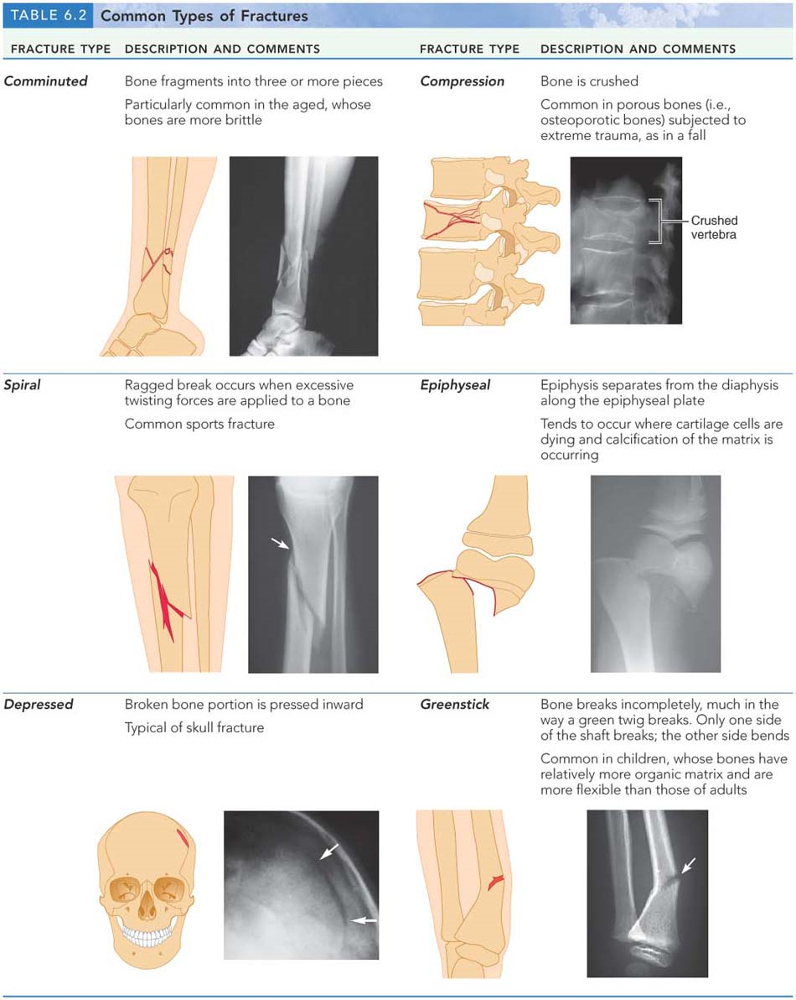 TABLE 6.2 Common Types of Fractures
FRACTURE TYPE DESCRIPTION AND COMMENTS
FRACTURE TYPE DESCRIPTION AND COMMENTS
Comminuted
Bone fragments into three or more pieces
Particularly common in the aged, whose
bones are more brittle
Compression
Bone is crushed
Common in porous bones (i.e.,
osteoporotic bones) subjected to
extreme trauma, as in a fall
Crushed
vertebra
Spiral
Ragged break occurs when excessive
twisting forces are applied to a bone
Common sports fracture
Epiphyseal
Epiphysis separates from the diaphysis
along the epiphyseal plate
Tends to occur where cartilage cells are
dying and calcification of the matrix is
occurring
Depressed
Broken bone portion is pressed inward
Typical of skull fracture
Greenstick
Bone breaks incompletely, much in the
way a green twig breaks. Only one side
of the shaft breaks; the other side bends
Common in children, whose bones have
relatively more organic matrix and are
more flexible than those of adults